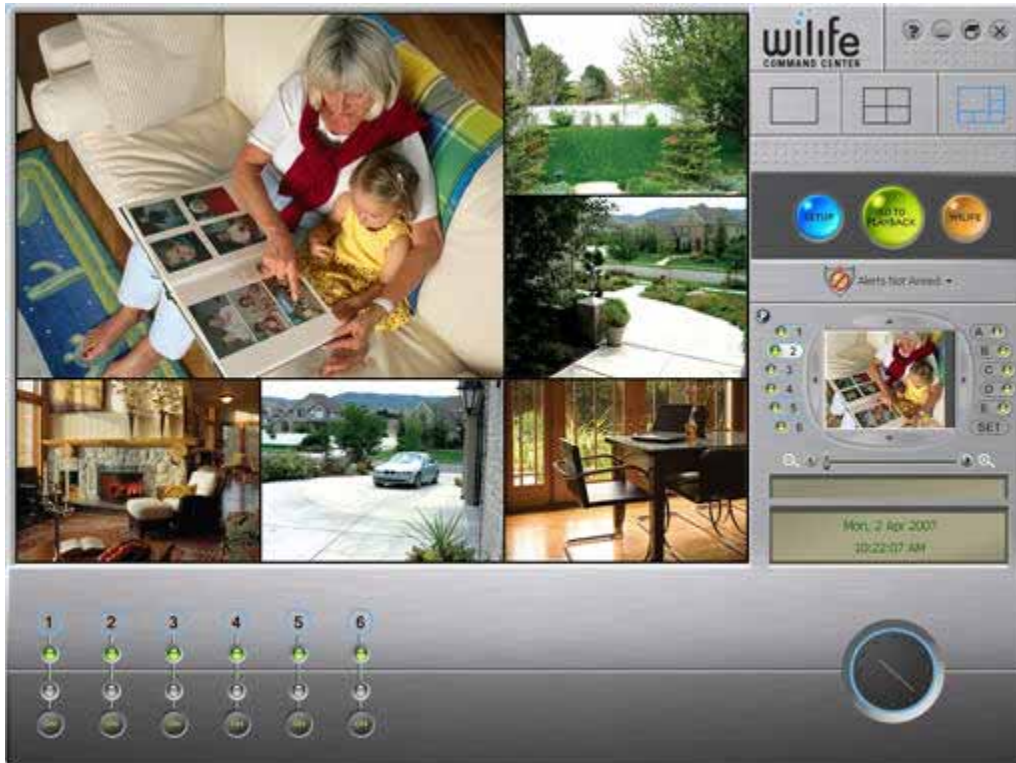 wilife
COMMAND CENTER
?
SETUP
GO TO PLAYBACK
WILIFE
Alerts Not Armed
1
2
3
4
5
6
A
B
C
D
E
SET
Mon, 2 Apr 2007
10:22:07 AM
1 2 3 4 5 6